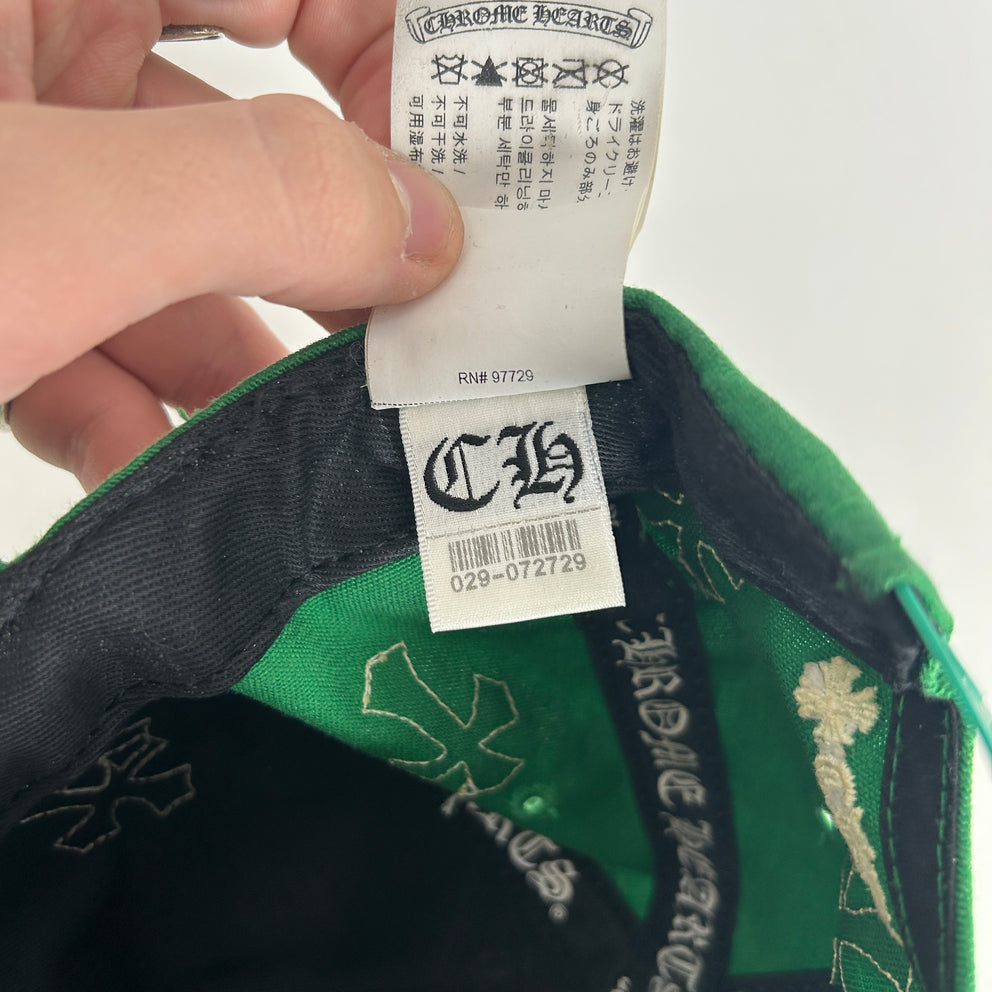 CHROME HEARTS
洗濯はお避け
ドライクリー
身ごろのみ部
물세탁하지 마
드라이클리닝
부분 세탁만 하
不可水洗 /
不可干洗 /
可用湿布
RN# 97729
CH
029-072729
CHROME HEARTS